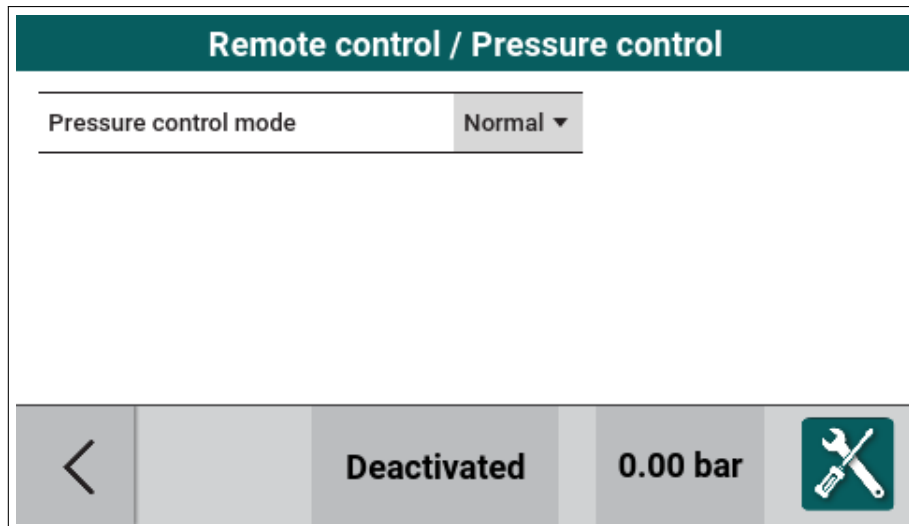 Remote control / Pressure control
Pressure control mode Normal
Deactivated 0.00 bar